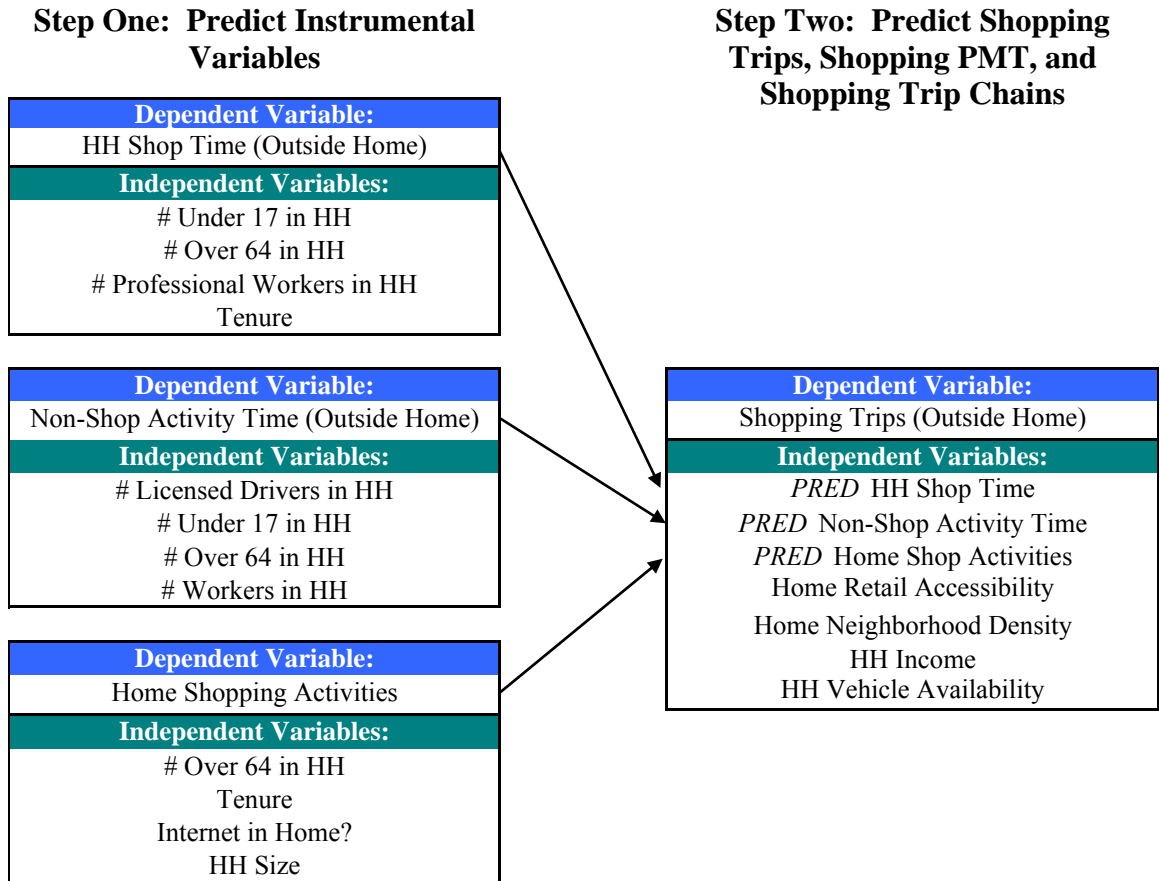 Step One: Predict Instrumental
Variables
Dependent Variable:
HH Shop Time (Outside Home)
Independent Variables:
# Under 17 in HH
# Over 64 in HH
# Professional Workers in HH
Tenure
Dependent Variable:
Non-Shop Activity Time (Outside Home)
Independent Variables:
# Licensed Drivers in HH
# Under 17 in HH
# Over 64 in HH
# Workers in HH
Dependent Variable:
Home Shopping Activities
Independent Variables:
# Over 64 in HH
Tenure
Internet in Home?
HH Size
Step Two: Predict Shopping
Trips, Shopping PMT, and
Shopping Trip Chains
Dependent Variable:
Shopping Trips (Outside Home)
Independent Variables:
PRED HH Shop Time
PRED Non-Shop Activity Time
PRED Home Shop Activities
Home Retail Accessibility
Home Neighborhood Density
HH Income
HH Vehicle Availability